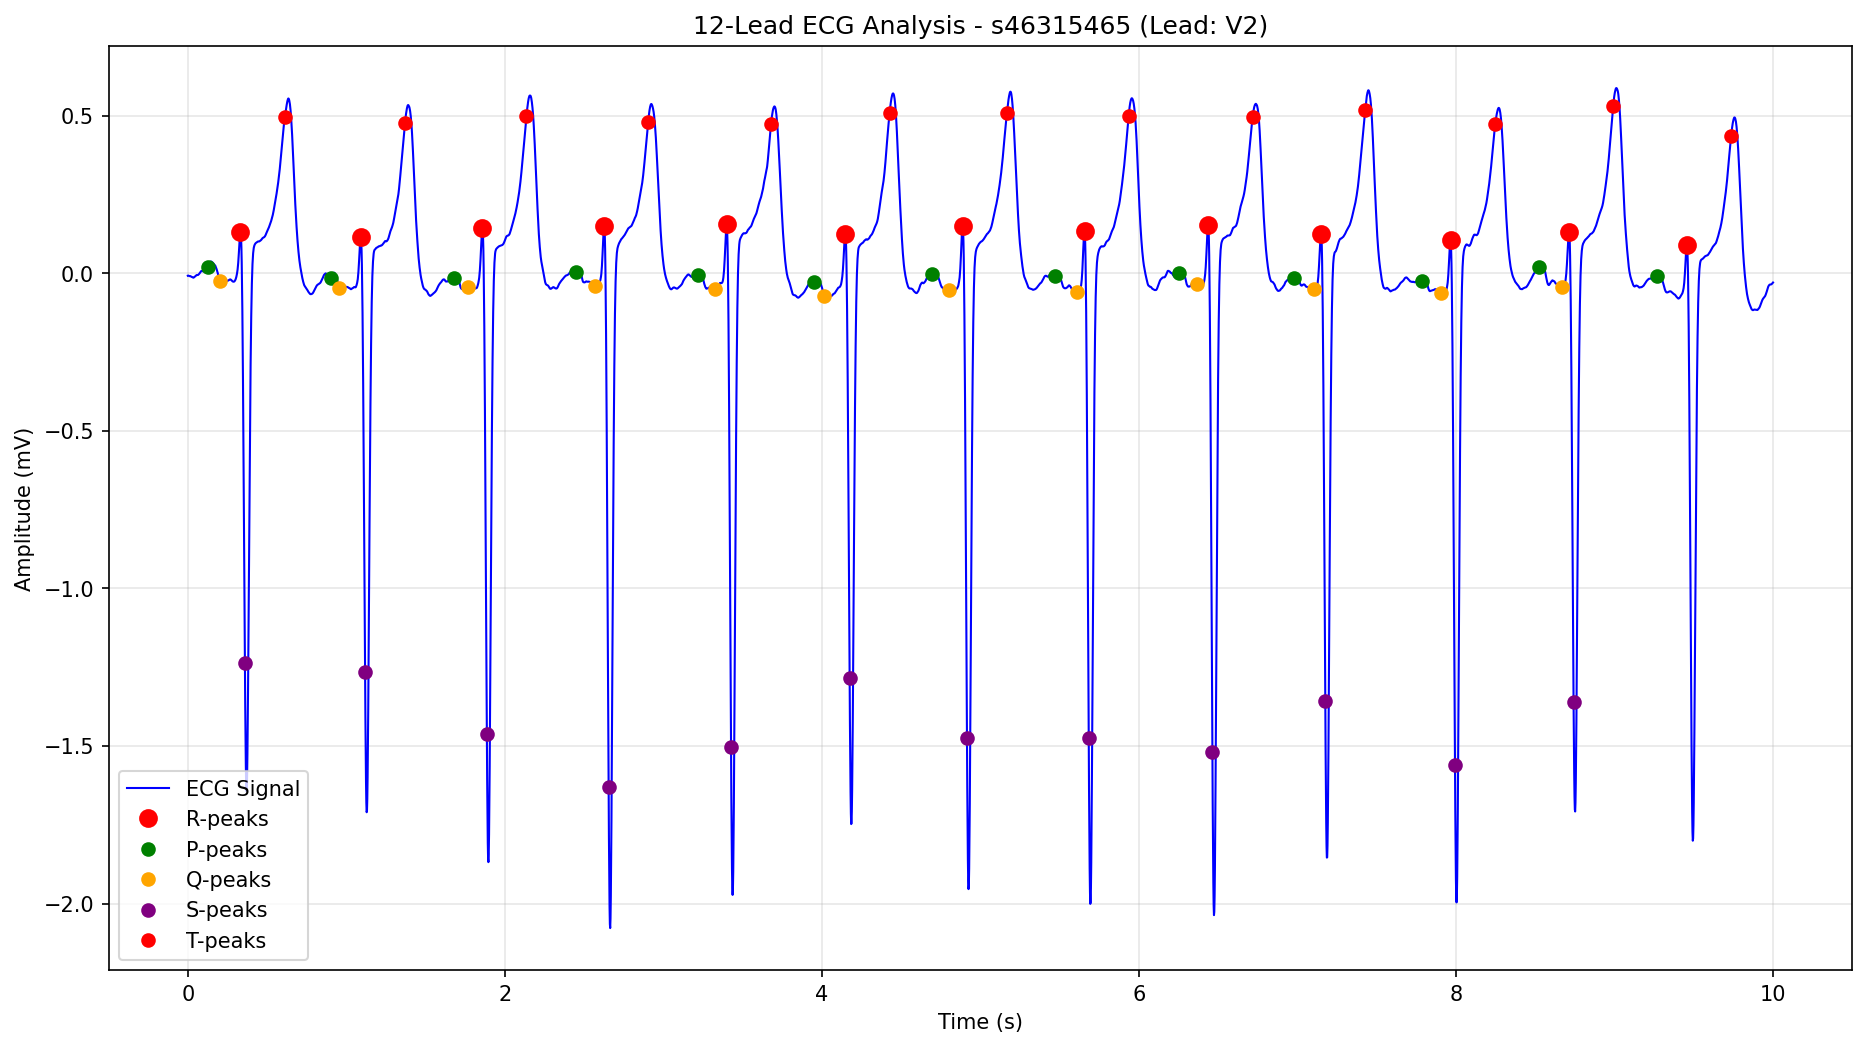 12-Lead ECG Analysis - s46315465 (Lead: V2)
Amplitude (mV)
0.5
0.0
−0.5
−1.0
−1.5
−2.0
ECG Signal
R-peaks
P-peaks
Q-peaks
S-peaks
T-peaks
0 2 4 6 8 10
Time (s)